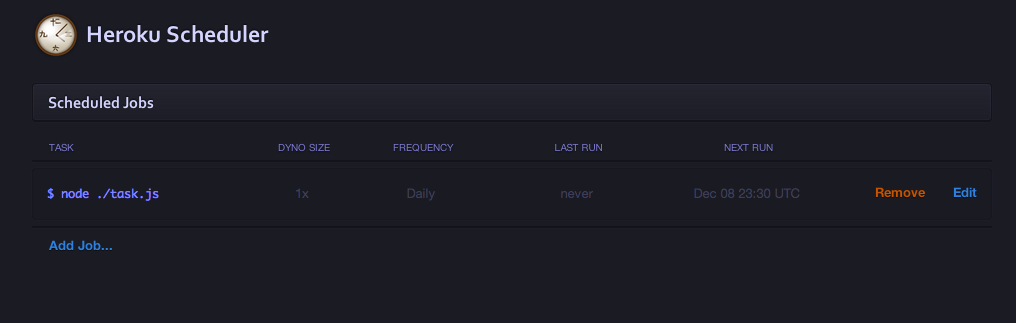 Heroku Scheduler
Scheduled Jobs
TASK DYNO SIZE FREQUENCY LAST RUN NEXT RUN
$ node ./task.js 1x Daily never Dec 08 23:30 UTC Remove Edit
Add Job...